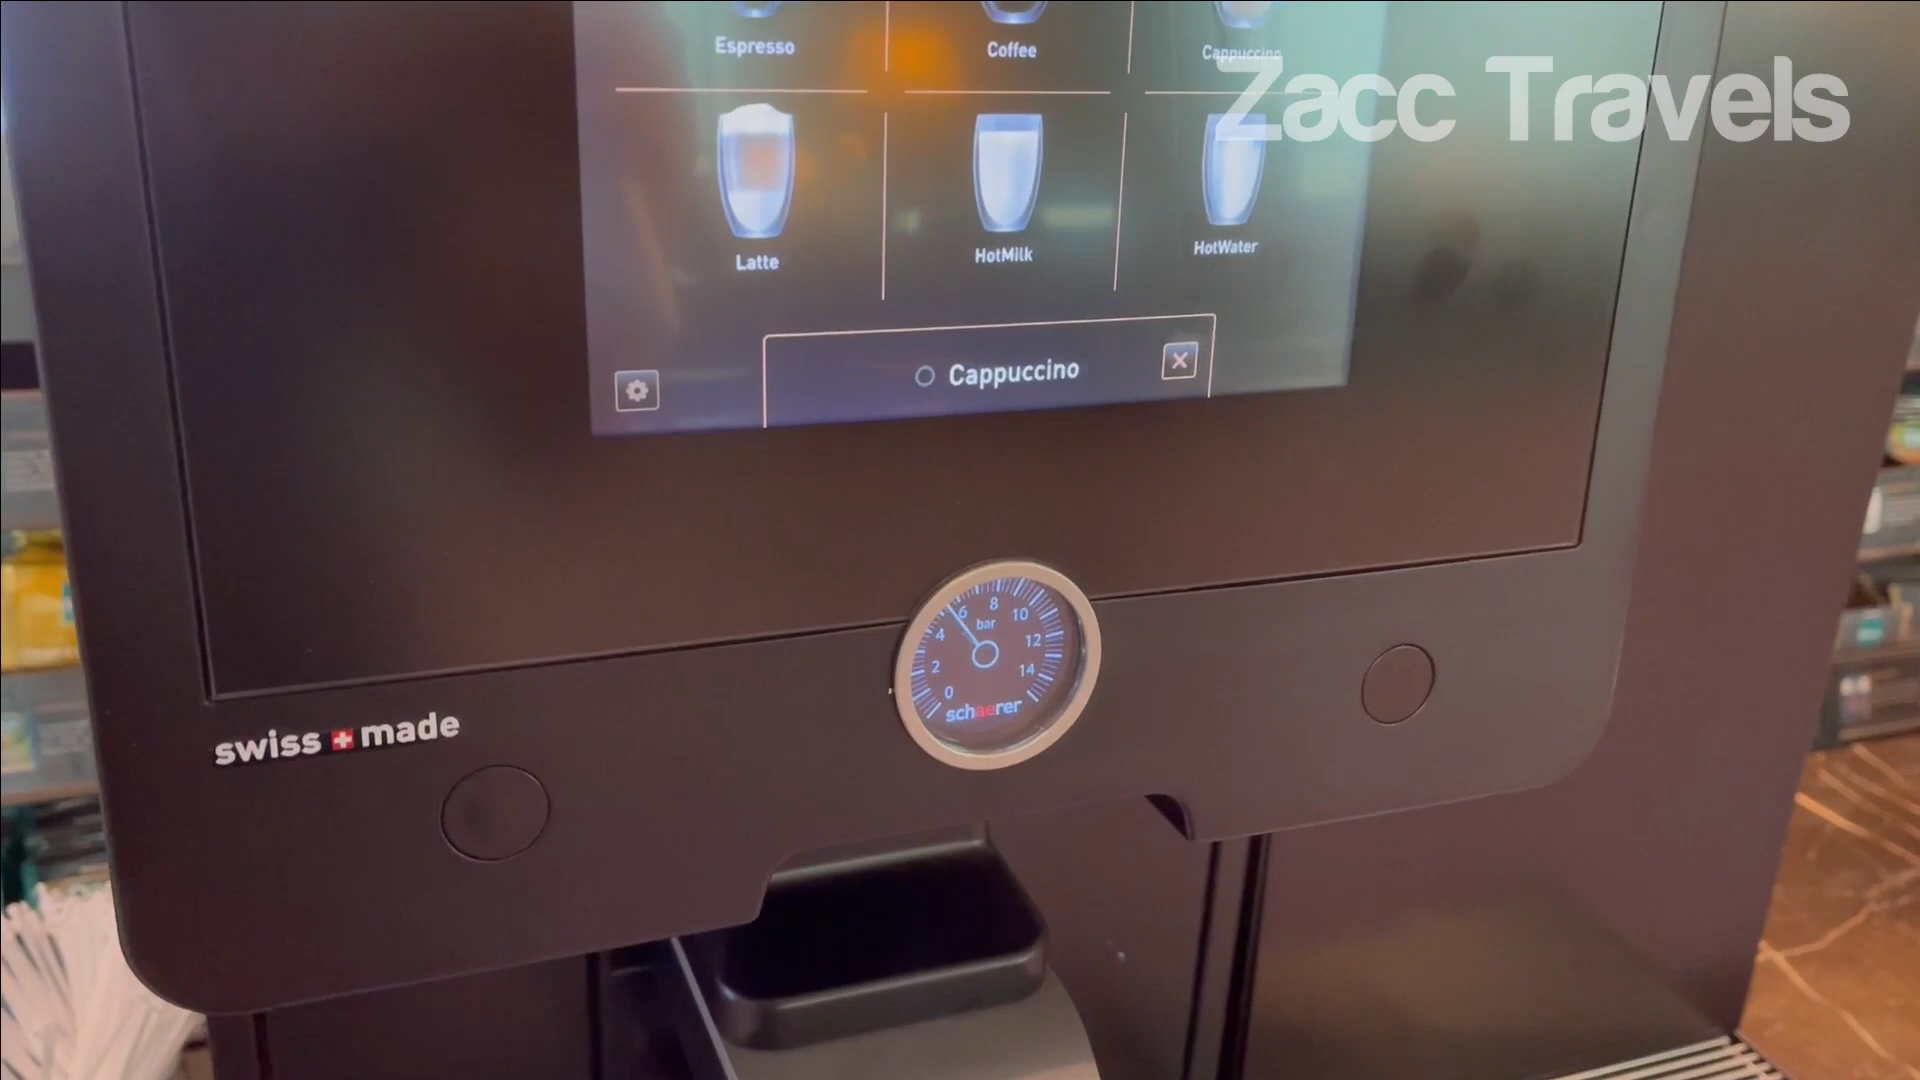 Espresso
Coffee
Cappuccino
Zacc Travels
Latte
HotMilk
HotWater
Cappuccino
0 2 4 6 8 10 12 14
bar
schaerer
swiss made